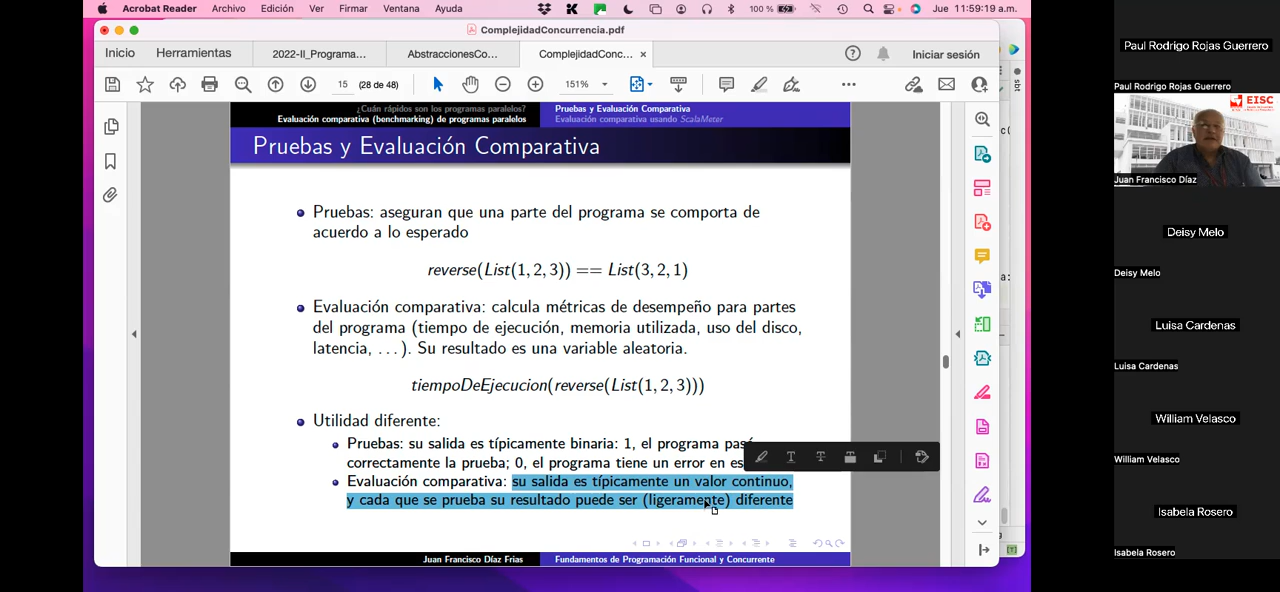 Acrobat Reader Archivo Edición Ver Firmar Ventana Ayuda 100 % Jue 11:59:19 a.m.
ComplejidadConcurrencia.pdf
Inicio Herramientas 2022-II_Programa... AbstraccionesCo... ComplejidadConc... × Iniciar sesión
15 (28 de 48) 151%
¿Cuán rápidos son los programas paralelos?
Evaluación comparativa (benchmarking) de programas paralelos
Pruebas y Evaluación Comparativa
Evaluación comparativa usando ScalaMeter
Pruebas y Evaluación Comparativa
Pruebas: aseguran que una parte del programa se comporta de
acuerdo a lo esperado
reverse(List(1, 2, 3)) == List(3, 2, 1)
Evaluación comparativa: calcula métricas de desempeño para partes
del programa (tiempo de ejecución, memoria utilizada, uso del disco,
latencia, ...). Su resultado es una variable aleatoria.
tiempoDeEjecucion(reverse(List(1, 2, 3)))
Utilidad diferente:
Pruebas: su salida es típicamente binaria: 1, el programa pasó
correctamente la prueba; 0, el programa tiene un error en
Evaluación comparativa: su salida es típicamente un valor continuo,
y cada que se prueba su resultado puede ser (ligeramente) diferente
Juan Francisco Díaz Frias Fundamentos de Programación Funcional y Concurrente
sbt
Paul Rodrigo Rojas Guerrero
Paul Rodrigo Rojas Guerrero
EISC
Juan Francisco Díaz
Deisy Melo
Deisy Melo
Luisa Cardenas
Luisa Cardenas
William Velasco
William Velasco
Isabela Rosero
Isabela Rosero